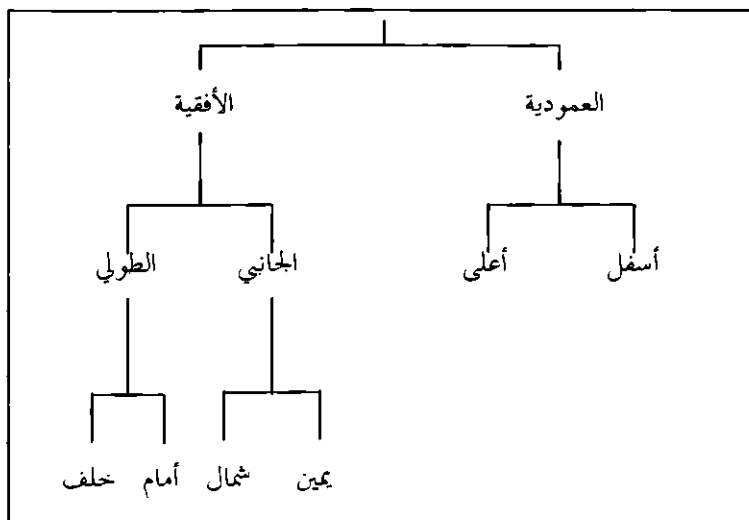 العمودية الأفقية
أسفل أعلى الجانبي الطولي
يمين شمال أمام خلف